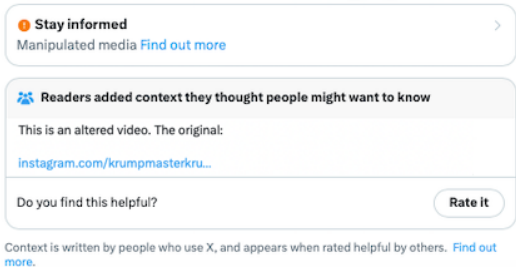 Stay informed
Manipulated media Find out more
Readers added context they thought people might want to know
This is an altered video. The original:
instagram.com/krumpmasterkru...
Do you find this helpful?
Rate it
Context is written by people who use X, and appears when rated helpful by others. Find out
more.